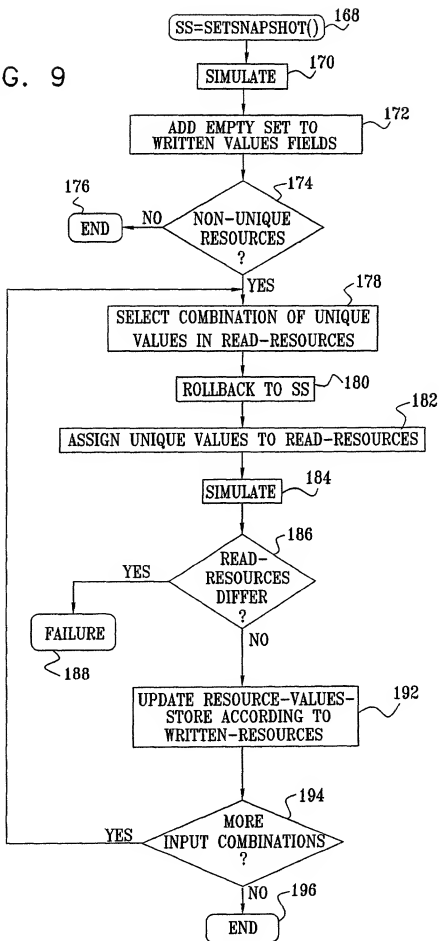 SS=SETSNAPSHOT()
168
G. 9
SIMULATE
170
ADD EMPTY SET TO
WRITTEN VALUES FIELDS
172
174
176
END
NO
NON-UNIQUE
RESOURCES
?
YES
178
SELECT COMBINATION OF UNIQUE
VALUES IN READ-RESOURCES
ROLLBACK TO SS
180
182
ASSIGN UNIQUE VALUES TO READ-RESOURCES
SIMULATE
184
186
YES
READ-
RESOURCES
DIFFER
?
FAILURE
188
NO
UPDATE RESOURCE-VALUES-
STORE ACCORDING TO
WRITTEN-RESOURCES
192
194
YES
MORE
INPUT COMBINATIONS
?
NO
196
END